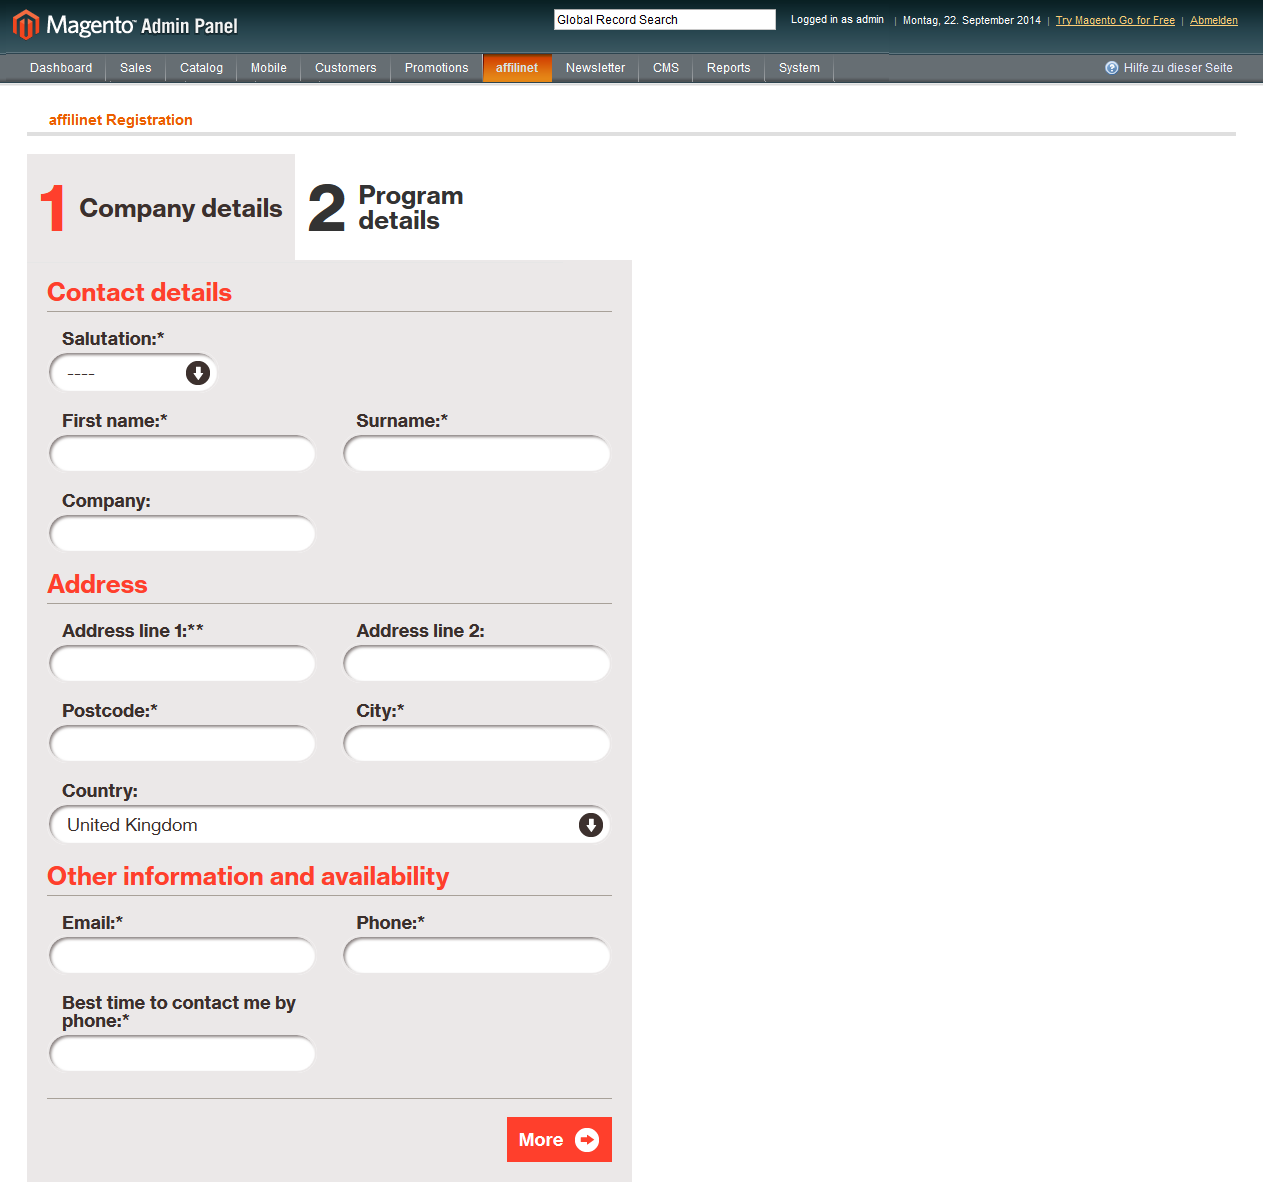 Magento™ Admin Panel
Global Record Search
Logged in as admin | Montag, 22. September 2014 | Try Magento Go for Free | Abmelden
Dashboard Sales Catalog Mobile Customers Promotions affilinet Newsletter CMS Reports System Hilfe zu dieser Seite
affilinet Registration
1 Company details
2 Program
details
Contact details
Salutation:*
----
First name:* Surname:*
Company:
Address
Address line 1:** Address line 2:
Postcode:* City:*
Country:
United Kingdom
Other information and availability
Email:* Phone:*
Best time to contact me by
phone:*
More